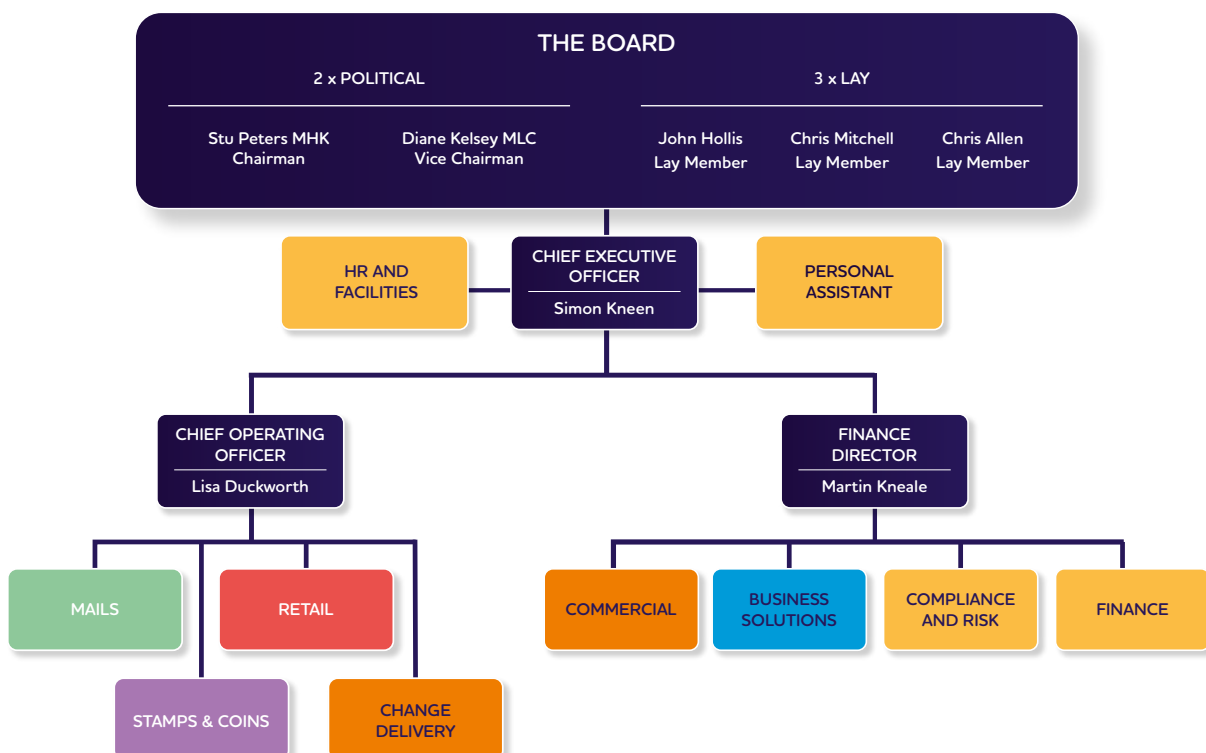 THE BOARD
2 x POLITICAL
3 x LAY
Stu Peters MHK
Chairman
Diane Kelsey MLC
Vice Chairman
John Hollis
Lay Member
Chris Mitchell
Lay Member
Chris Allen
Lay Member
HR AND
FACILITIES
CHIEF EXECUTIVE
OFFICER
Simon Kneen
PERSONAL
ASSISTANT
CHIEF OPERATING
OFFICER
Lisa Duckworth
FINANCE
DIRECTOR
Martin Kneale
MAILS
RETAIL
COMMERCIAL
BUSINESS
SOLUTIONS
COMPLIANCE
AND RISK
FINANCE
STAMPS & COINS
CHANGE
DELIVERY